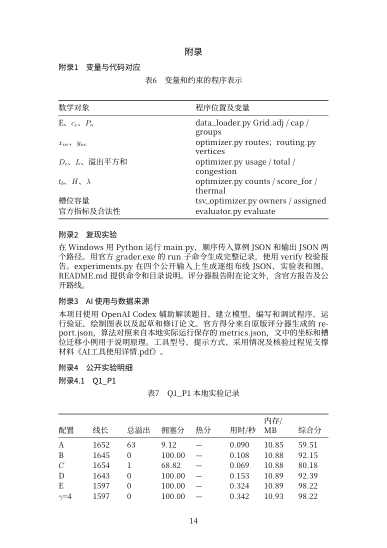 附录
附录1 变量与代码对应
表6 变量和约束的程序表示
数学对象 程序位置及变量
E、cₑ、Pₙ data_loader.py Grid.adj / cap /
groups
optimizer.py routes; routing.py
vertices
Dₑ、L、溢出平方和 optimizer.py usage / total /
congestion
H、λ optimizer.py counts / score_for /
thermal
槽位容量 tsv_optimizer.py owners / assigned
官方指标及合法性 evaluator.py evaluate
附录2 复现实验
在 Windows 用 Python 运行 main.py，顺序传入算例 JSON 和输出 JSON 两
个路径。用官方 grader.exe 的 run 子命令生成完整记录，使用 verify 校验报
告。experiments.py 在四个公开输入上生成逐组布线 JSON、实验表和图。
README.md 提供命令和目录说明。评分器报告附在论文外，含官方报告及公
开路线。
附录3 AI 使用与数据来源
本项目使用 OpenAI Codex 辅助解读题目、建立模型、编写和调试程序、运
行验证、绘制图表以及起草和修订论文。官方得分来自原版评分器生成的 re-
port.json，算法对照来自本地实际运行保存的 metrics.json，文中的坐标和槽
位迁移小例用于说明原理。工具型号、提示方式、采用情况及核验过程见支撑
材料《AI工具使用详情.pdf》。
附录4 公开实验明细
附录4.1 Q1_P1
表7 Q1_P1 本地实验记录
配置 线长 总溢出 拥塞分 热分 用时/秒 内存/MB 综合分
A 1652 63 9.12 — 0.090 10.85 59.51
B 1645 0 100.00 — 0.108 10.88 92.15
C 1654 1 68.82 — 0.069 10.88 80.18
D 1643 0 100.00 — 0.153 10.89 92.39
E 1597 0 100.00 — 0.324 10.89 98.22
γ=4 1597 0 100.00 — 0.342 10.93 98.22
14